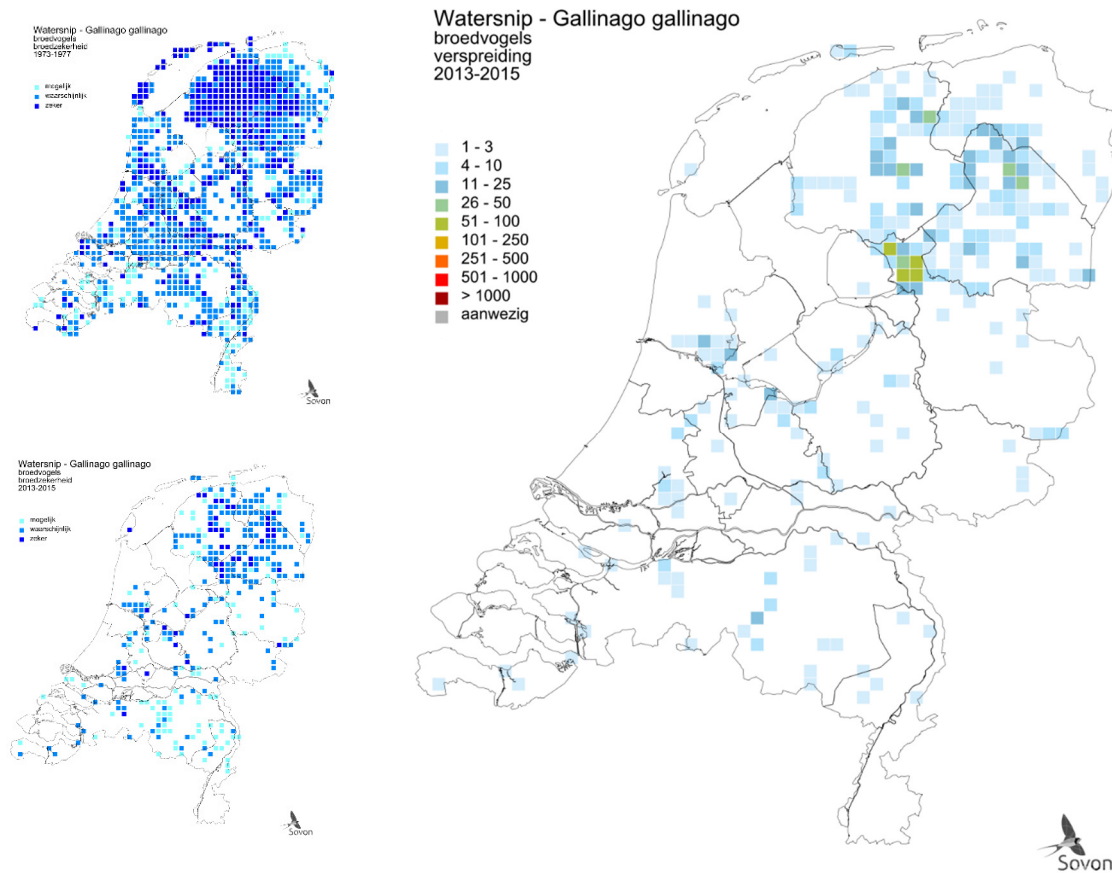 Watersnip - Gallinago gallinago
broedvogels
broedzekerheid
1973-1977
mogelijk
waarschijnlijk
zeker
Sovon
Watersnip - Gallinago gallinago
broedvogels
broedzekerheid
2013-2015
mogelijk
waarschijnlijk
zeker
Sovon
Watersnip - Gallinago gallinago
broedvogels
verspreiding
2013-2015
1 - 3
4 - 10
11 - 25
26 - 50
51 - 100
101 - 250
251 - 500
501 - 1000
> 1000
aanwezig
Sovon